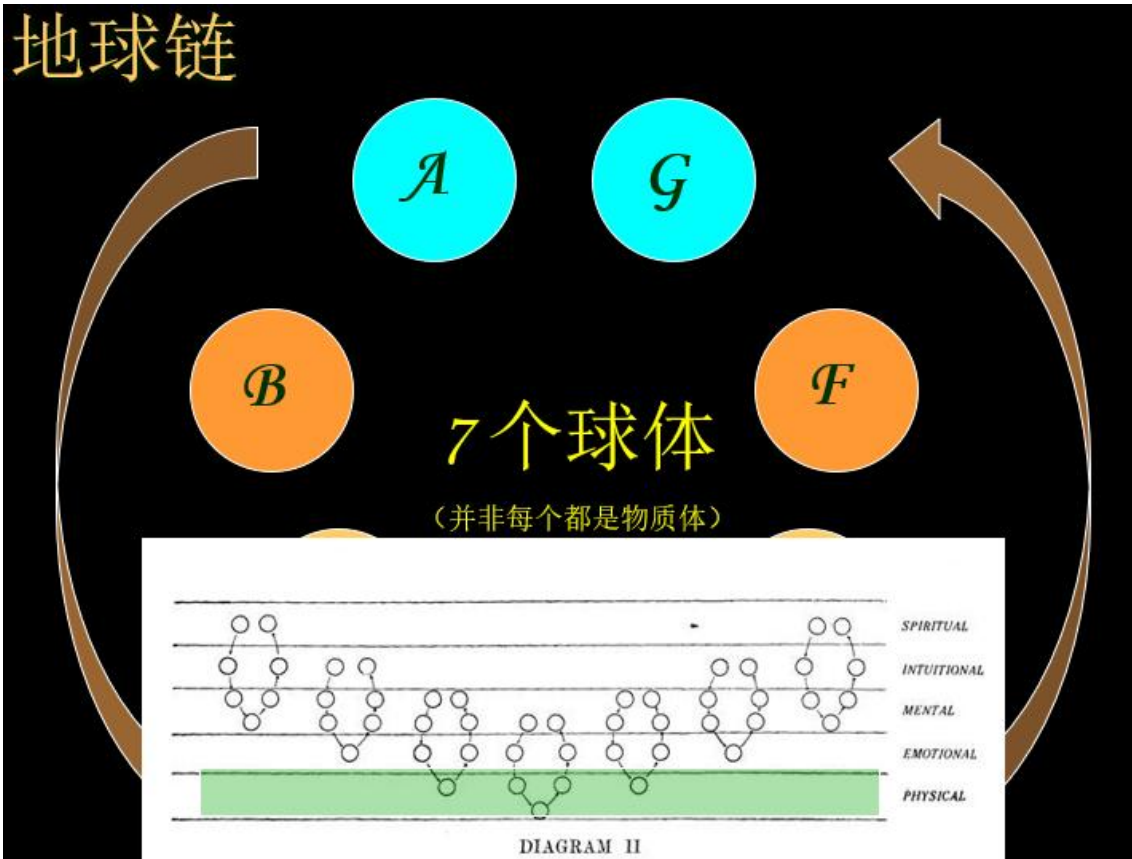 地球链
A G
B F
7个球体
（并非每个都是物质体）
SPIRITUAL
INTUITIONAL
MENTAL
EMOTIONAL
PHYSICAL
DIAGRAM II